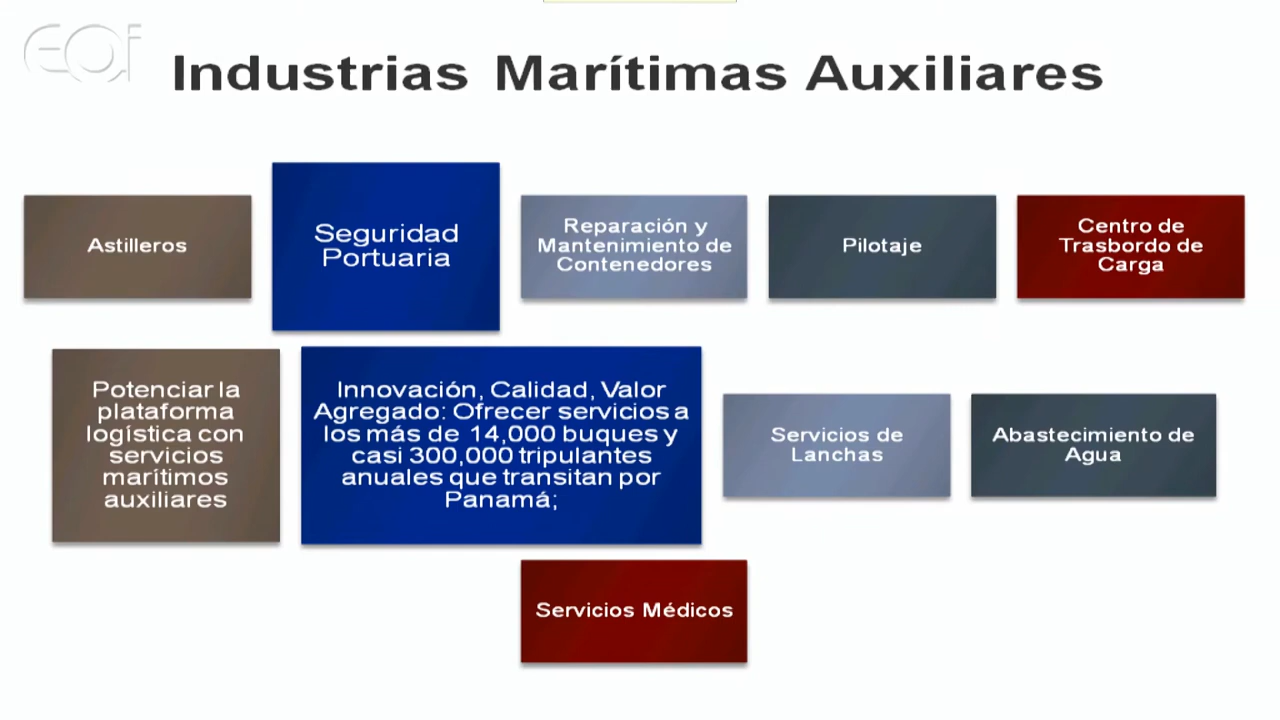 eoi
Industrias Marítimas Auxiliares
Astilleros
Seguridad
Portuaria
Reparación y
Mantenimiento de
Contenedores
Pilotaje
Centro de
Trasbordo de
Carga
Potenciar la
plataforma
logística con
servicios
marítimos
auxiliares
Innovación, Calidad, Valor
Agregado: Ofrecer servicios a
los más de 14,000 buques y
casi 300,000 tripulantes
anuales que transitan por
Panamá;
Servicios de
Lanchas
Abastecimiento de
Agua
Servicios Médicos